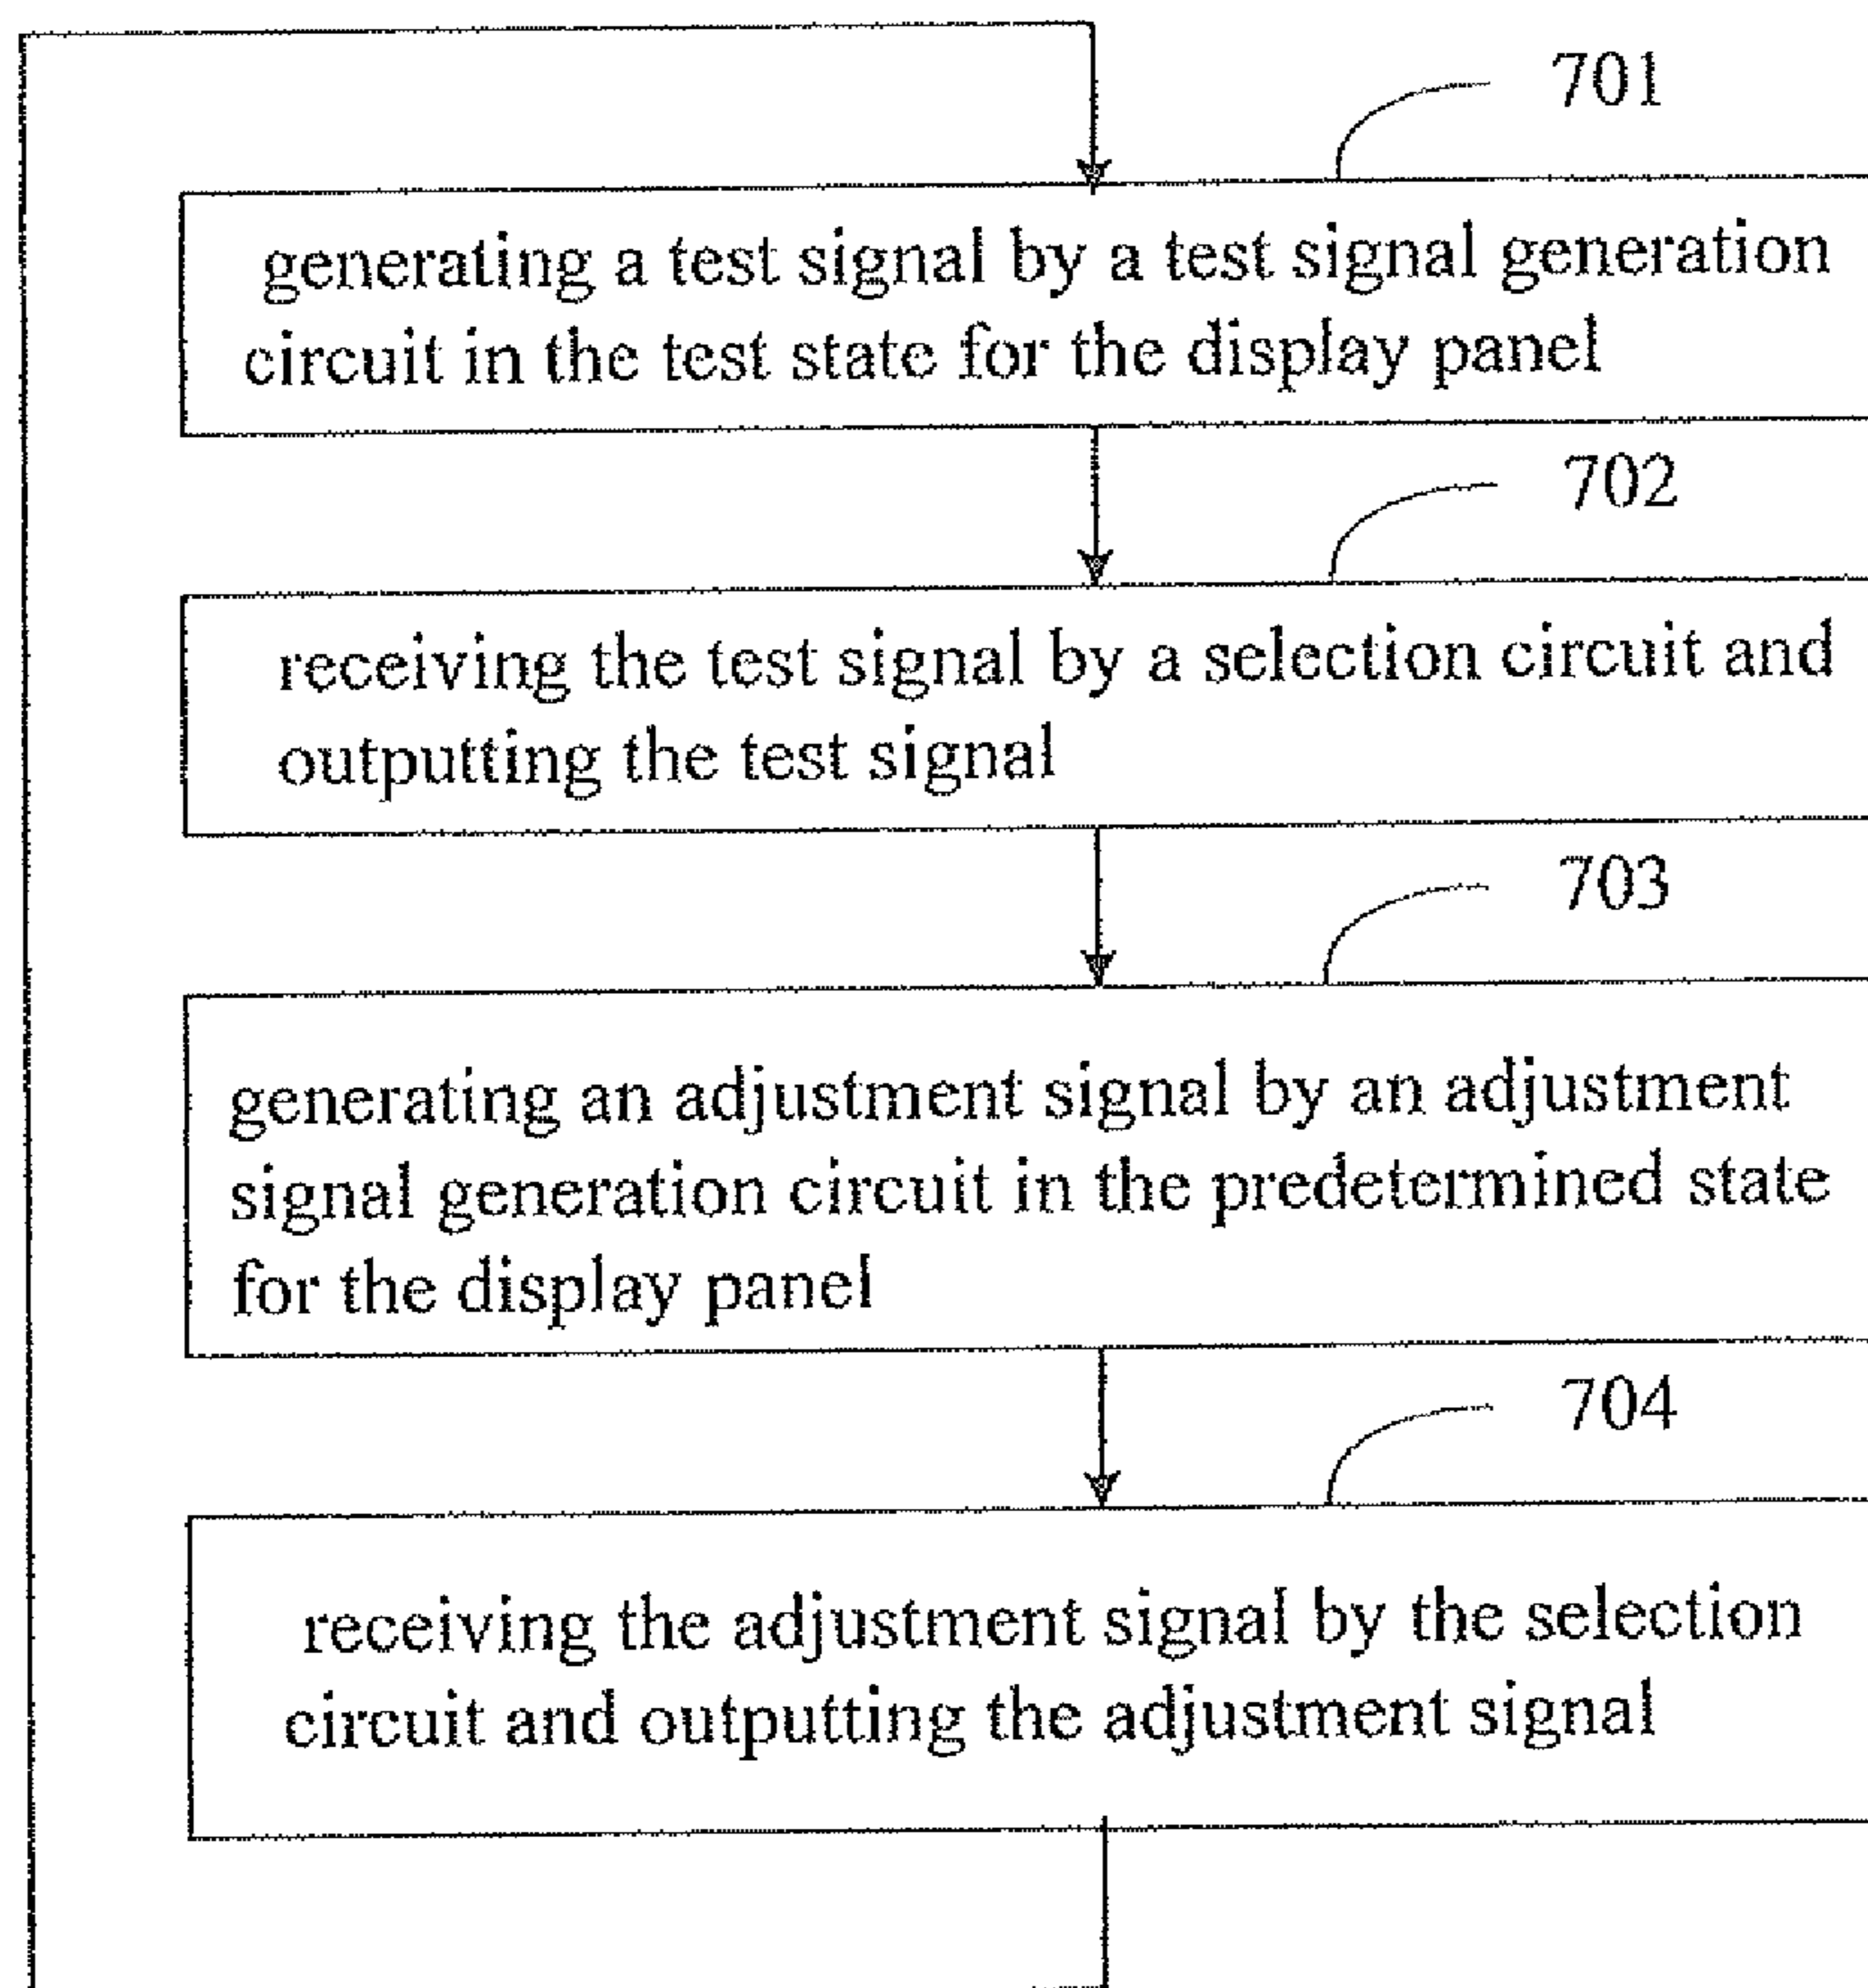 701
generating a test signal by a test signal generation
circuit in the test state for the display panel
702
receiving the test signal by a selection circuit and
outputting the test signal
703
generating an adjustment signal by an adjustment
signal generation circuit in the predetermined state
for the display panel
704
receiving the adjustment signal by the selection
circuit and outputting the adjustment signal